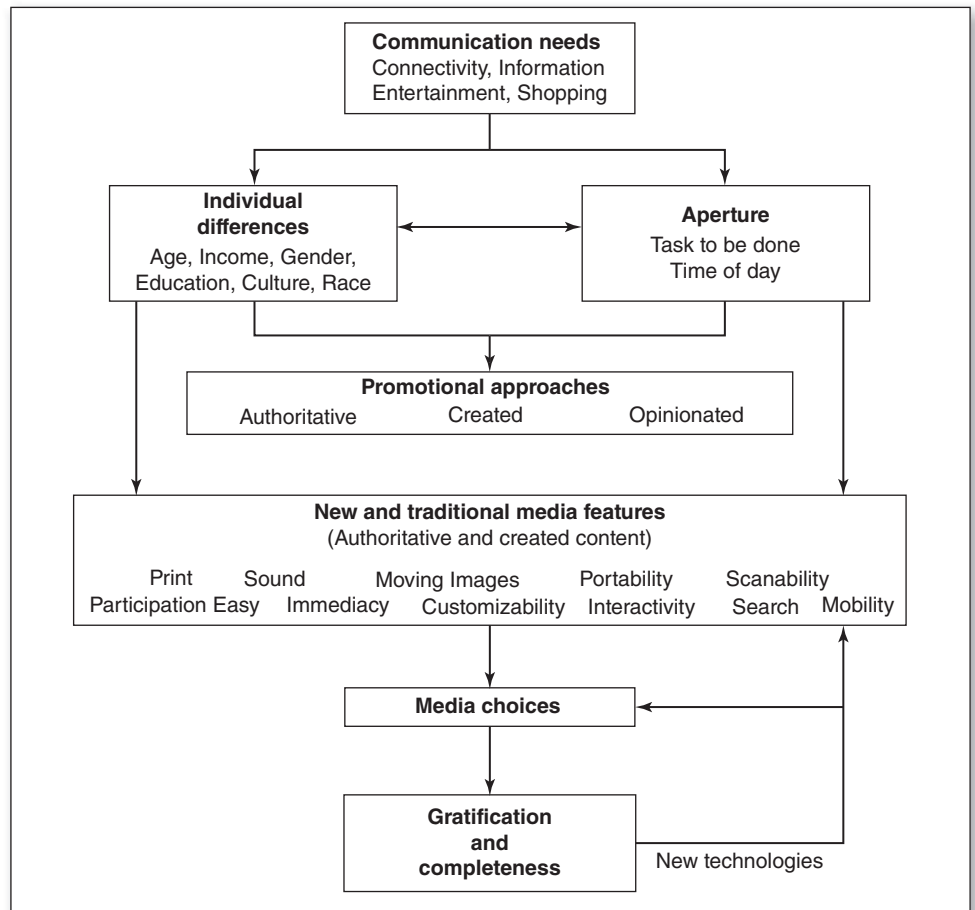 Communication needs
Connectivity, Information
Entertainment, Shopping
Individual
differences
Age, Income, Gender,
Education, Culture, Race
Aperture
Task to be done
Time of day
Promotional approaches
Authoritative Created Opinionated
New and traditional media features
(Authoritative and created content)
Print Sound Moving Images Portability Scanability
Participation Easy Immediacy Customizability Interactivity Search Mobility
Media choices
Gratification
and
completeness
New technologies